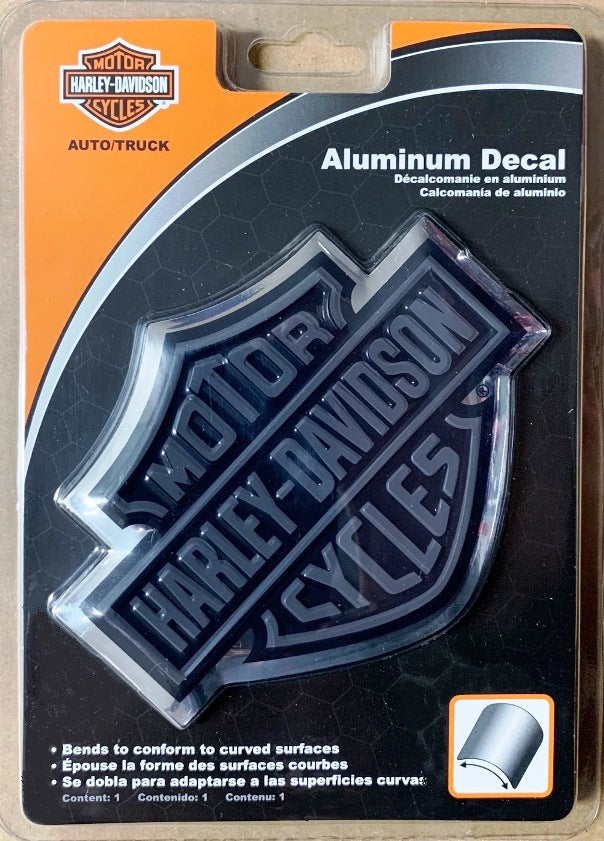 MOTOR
HARLEY-DAVIDSON
CYCLES
AUTO/TRUCK
Aluminum Decal
Décalcomanie en aluminium
Calcomanía de aluminio
MOTOR
HARLEY-DAVIDSON
CYCLES
• Bends to conform to curved surfaces
• Épouse la forme des surfaces courbes
• Se dobla para adaptarse a las superficies curvas
Content: 1 Contenido: 1 Contenu: 1